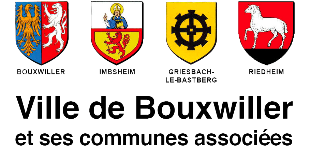 BOUXWILLER
IMBSHEIM
GRIESBACH-
LE-BASTBERG
RIEDHEIM
Ville de Bouxwiller
et ses communes associées